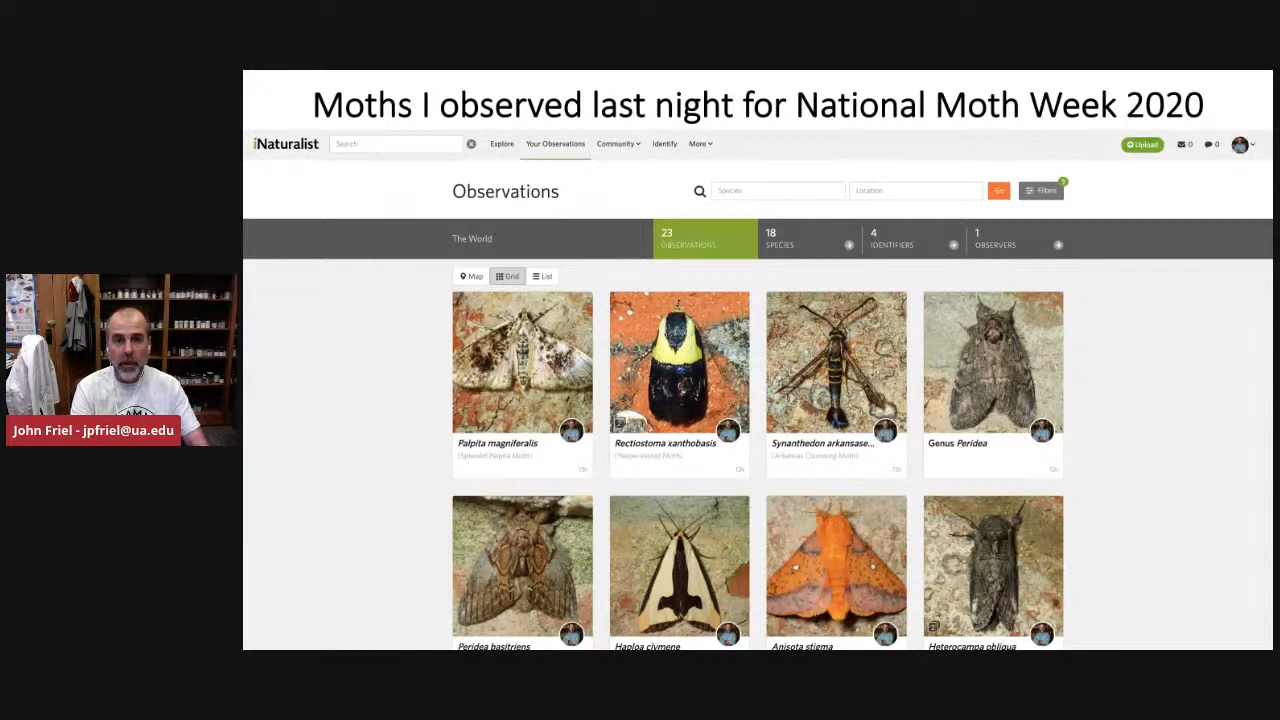 Moths I observed last night for National Moth Week 2020
iNaturalist Search Explore Your Observations Community Identify More Upload 0 0
Observations Species Location Go Filters
The World
23 OBSERVATIONS
18 SPECIES
4 IDENTIFIERS
1 OBSERVERS
Map Grid List
Palpita magniferalis
(Splendid Palpita Moth)
13h
Rectiostoma xanthobasis
(Yellow-vested Moth)
Synanthedon arkansase...
(Arkansas Clearwing Moth)
Genus Peridea
Peridea basitriens
Haploa clymene
Anisota stigma
Heterocampa obliqua
John Friel - jpfriel@ua.edu